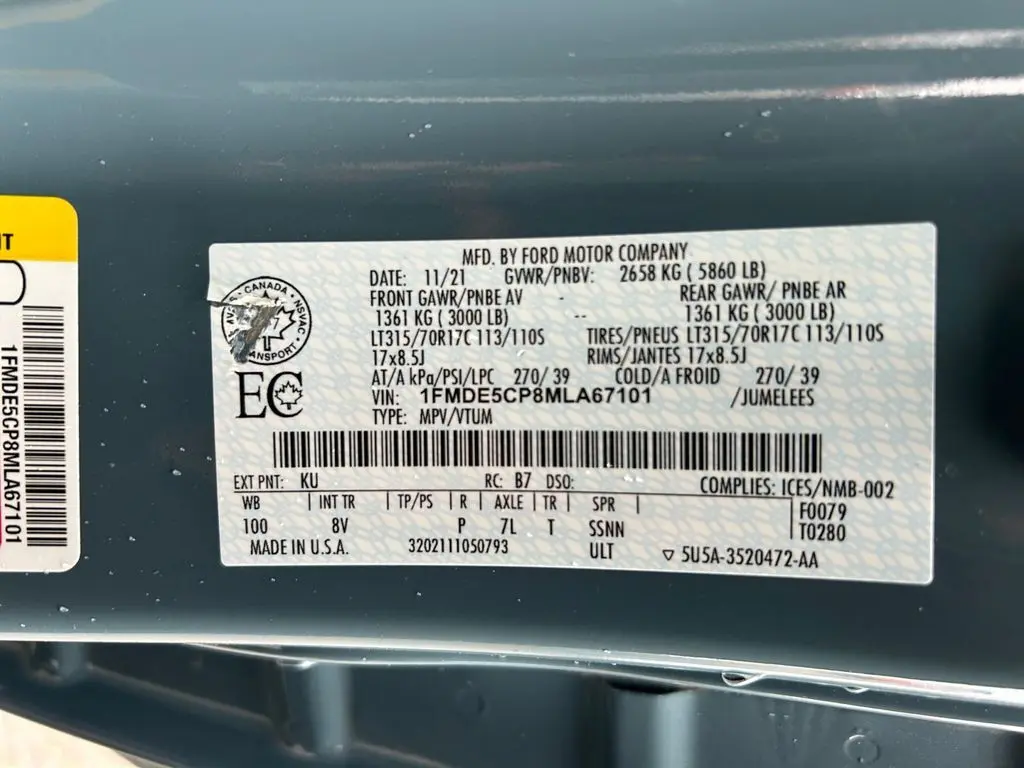 NT
1FMDE5CP8MLA67101
MFD. BY FORD MOTOR COMPANY
DATE: 11/21 GVWR/PNBV: 2658 KG ( 5860 LB)
FRONT GAWR/PNBE AV -- REAR GAWR/ PNBE AR
1361 KG ( 3000 LB) 1361 KG ( 3000 LB)
LT315/70R17C 113/110S TIRES/PNEUS LT315/70R17C 113/110S
17x8.5J RIMS/JANTES 17x8.5J
AT/A kPa/PSI/LPC 270/ 39 COLD/A FROID 270/ 39
VIN: 1FMDE5CP8MLA67101 /JUMELEES
TYPE: MPV/VTUM
CANADA • NSVAC •
EC
EXT PNT: KU RC: B7 DSO: COMPLIES: ICES/NMB-002
WB | INT TR | TP/PS | R | AXLE | TR | SPR | F0079
100 8V P 7L T SSNN T0280
MADE IN U.S.A. 3202111050793 ULT ▽ 5U5A-3520472-AA